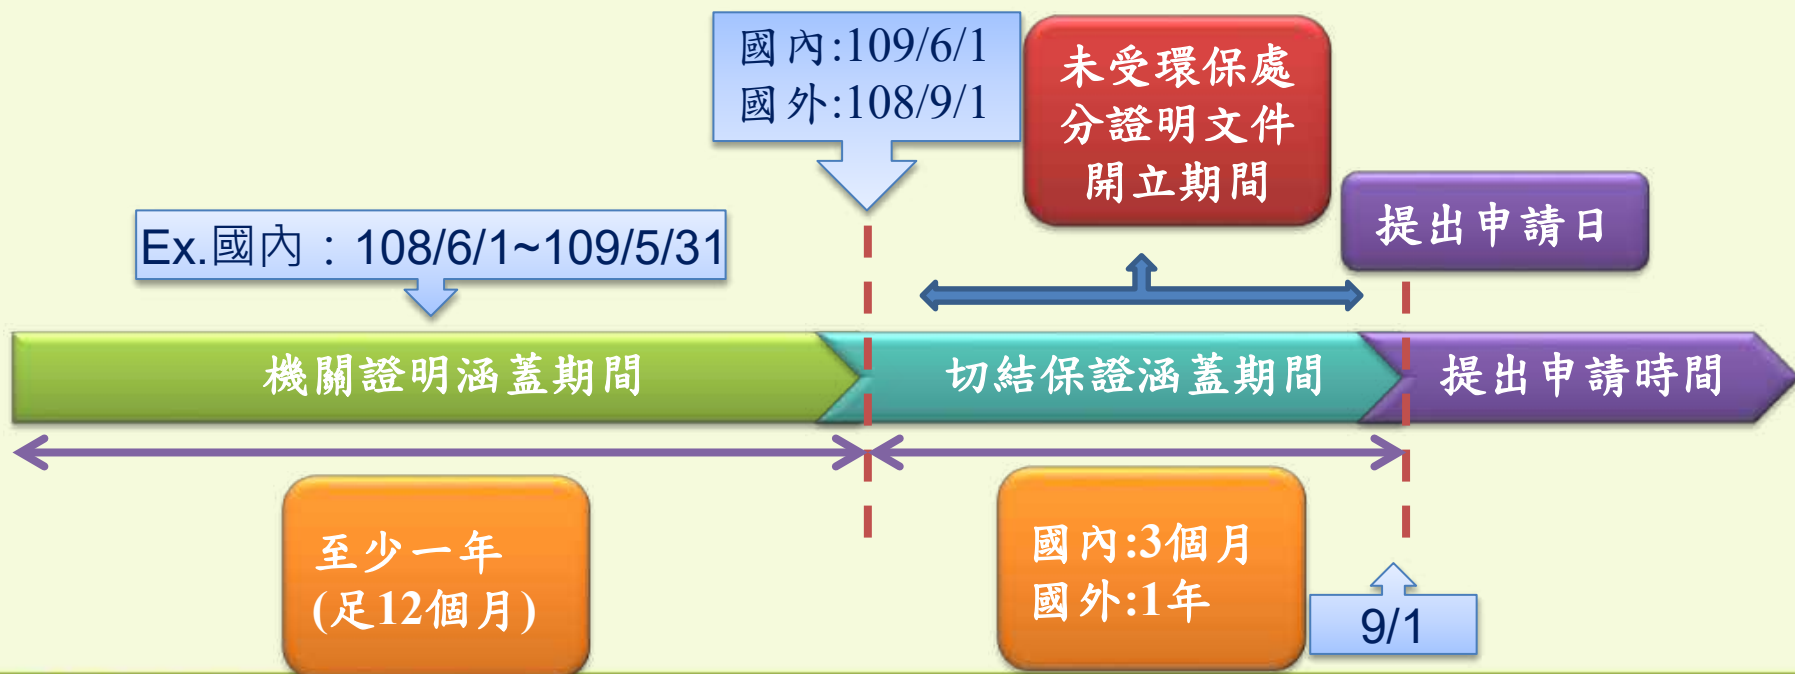 國內:109/6/1
國外:108/9/1
未受環保處
分證明文件
開立期間
提出申請日
Ex.國內：108/6/1~109/5/31
機關證明涵蓋期間
切結保證涵蓋期間
提出申請時間
至少一年
(足12個月)
國內:3個月
國外:1年
9/1